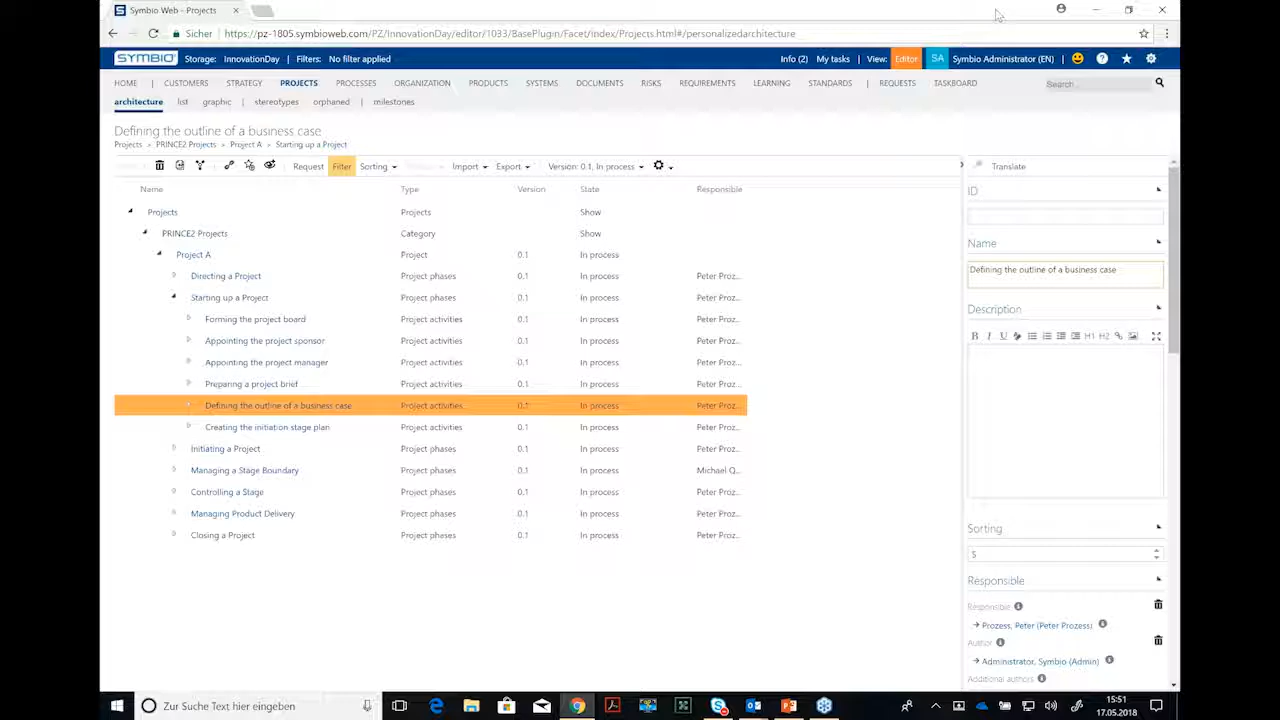 Symbio Web - Projects
Sicher https://pz-1805.symbioweb.com/PZ/InnovationDay/editor/1033/BasePlugin/Facet/index/Projects.html#/personalizedarchitecture
SYMBIO Storage: InnovationDay Filters: No filter applied Info (2) My tasks View: Editor SA Symbio Administrator (EN)
HOME CUSTOMERS STRATEGY PROJECTS PROCESSES ORGANIZATION PRODUCTS SYSTEMS DOCUMENTS RISKS REQUIREMENTS LEARNING STANDARDS REQUESTS TASKBOARD Search...
architecture list graphic stereotypes orphaned milestones
Defining the outline of a business case
Projects » PRINCE2 Projects » Project A » Starting up a Project
Request Filter Sorting Import Export Version: 0.1, In process Translate
Name Type Version State Responsible
Projects Projects Show
PRINCE2 Projects Category Show
Project A Project 0.1 In process
Directing a Project Project phases 0.1 In process Peter Proz...
Starting up a Project Project phases 0.1 In process Peter Proz...
Forming the project board Project activities 0.1 In process Peter Proz...
Appointing the project sponsor Project activities 0.1 In process Peter Proz...
Appointing the project manager Project activities 0.1 In process Peter Proz...
Preparing a project brief Project activities 0.1 In process Peter Proz...
Defining the outline of a business case Project activities 0.1 In process Peter Proz...
Creating the initiation stage plan Project activities 0.1 In process Peter Proz...
Initiating a Project Project phases 0.1 In process Peter Proz...
Managing a Stage Boundary Project phases 0.1 In process Michael Q...
Controlling a Stage Project phases 0.1 In process Peter Proz...
Managing Product Delivery Project phases 0.1 In process Peter Proz...
Closing a Project Project phases 0.1 In process Peter Proz...
ID
Name
Defining the outline of a business case
Description
B I U H1 H2
Sorting
5
Responsible
Responsible
Prozess, Peter (Peter Prozess)
Author
Administrator, Symbio (Admin)
Additional authors
Zur Suche Text hier eingeben
15:51
17.05.2018